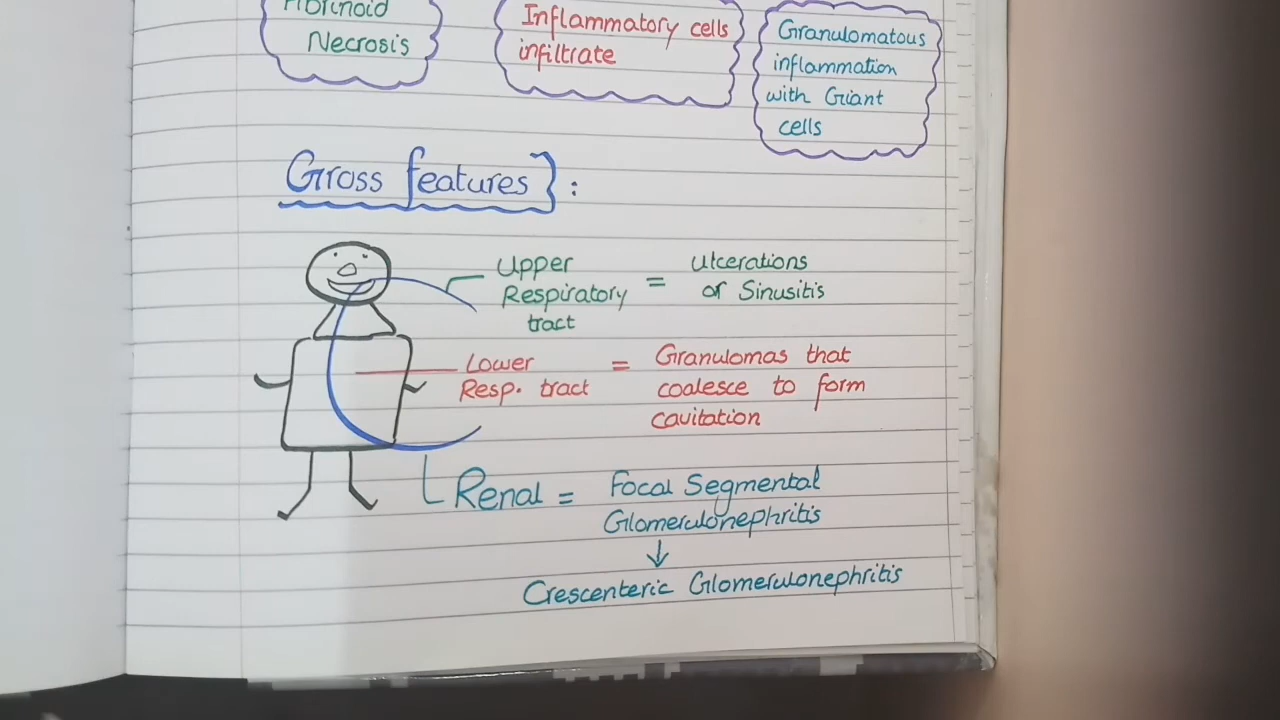 Fibrinoid
Necrosis
Inflammatory cells
infiltrate
Granulomatous
inflammation
with Giant
cells
Gross features} :
Upper
Respiratory
tract
=
Ulcerations
or Sinusitis
Lower
Resp. tract
=
Granulomas that
coalesce to form
cavitation
Renal =
Focal Segmental
Glomerulonephritis
↓
Crescenteric Glomerulonephritis